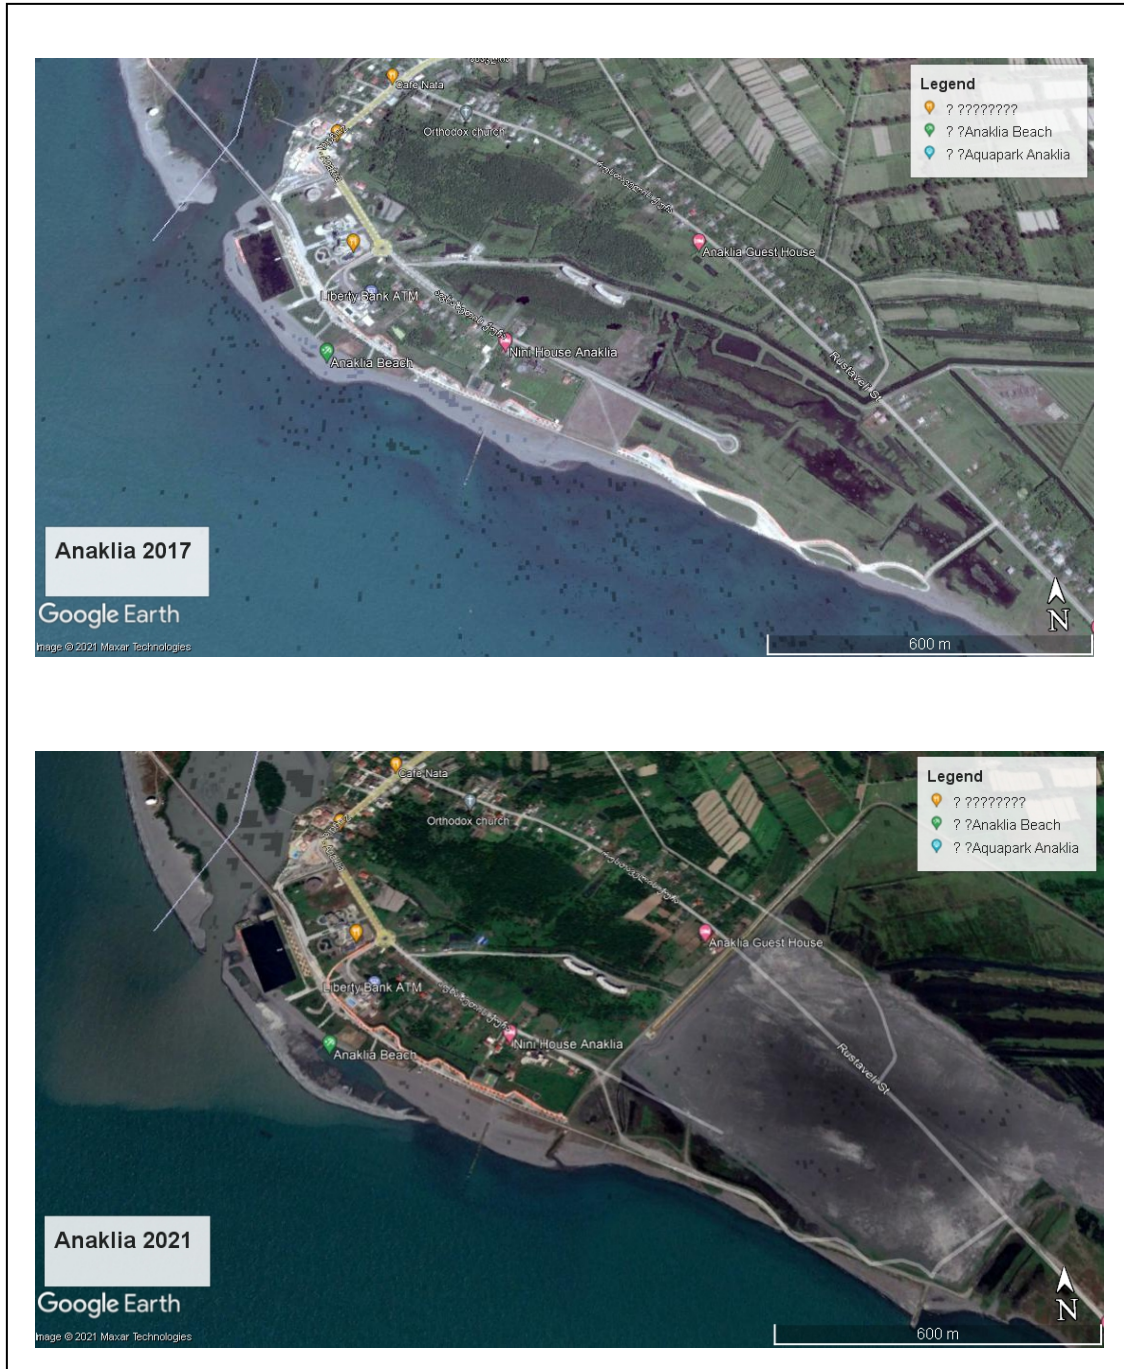 Cafe Nata
Orthodox church
Anaklia Guest House
Liberty Bank ATM
Nini House Anaklia
Anaklia Beach
Rustaveli St
Legend
? ????????
? ?Anaklia Beach
? ?Aquapark Anaklia
Anaklia 2017
Google Earth
Image © 2021 Maxar Technologies
N
600 m
Cafe Nata
Orthodox church
Anaklia Guest House
Liberty Bank ATM
Nini House Anaklia
Anaklia Beach
Rustaveli St
Legend
? ????????
? ?Anaklia Beach
? ?Aquapark Anaklia
Anaklia 2021
Google Earth
Image © 2021 Maxar Technologies
N
600 m